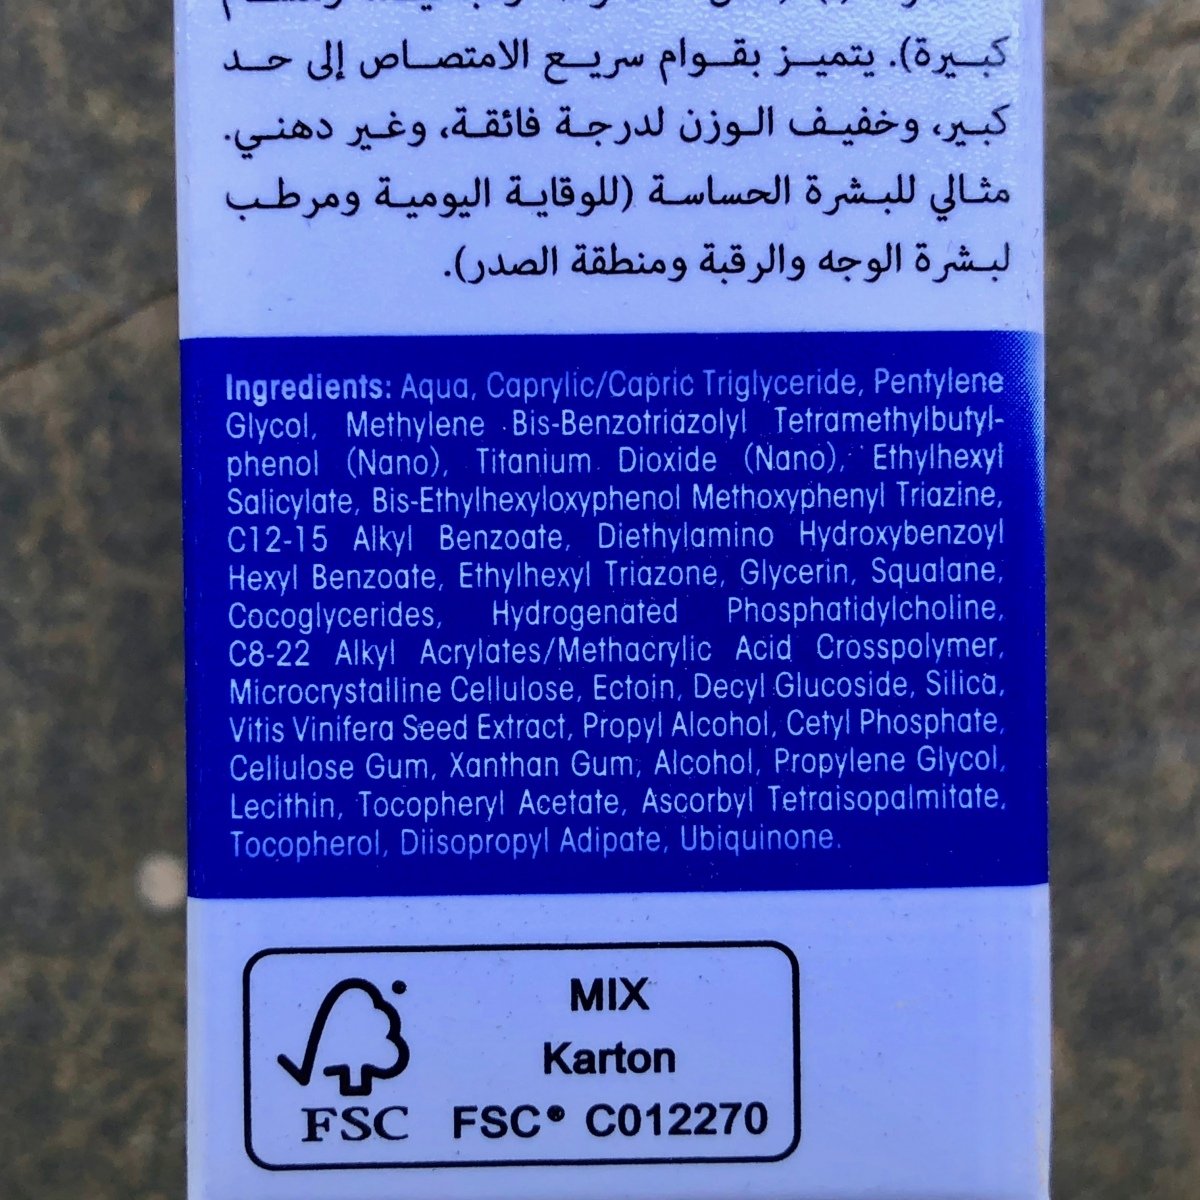 كبيرة). يتميز بقوام سريع الامتصاص إلى حد
كبير، وخفيف الوزن لدرجة فائقة، وغير دهني.
مثالي للبشرة الحساسة (للوقاية اليومية ومرطب
لبشرة الوجه والرقبة ومنطقة الصدر).
Ingredients: Aqua, Caprylic/Capric Triglyceride, Pentylene
Glycol, Methylene Bis-Benzotriazolyl Tetramethylbutyl-
phenol (Nano), Titanium Dioxide (Nano), Ethylhexyl
Salicylate, Bis-Ethylhexyloxyphenol Methoxyphenyl Triazine,
C12-15 Alkyl Benzoate, Diethylamino Hydroxybenzoyl
Hexyl Benzoate, Ethylhexyl Triazone, Glycerin, Squalane,
Cocoglycerides, Hydrogenated Phosphatidylcholine,
C8-22 Alkyl Acrylates/Methacrylic Acid Crosspolymer,
Microcrystalline Cellulose, Ectoin, Decyl Glucoside, Silica,
Vitis Vinifera Seed Extract, Propyl Alcohol, Cetyl Phosphate,
Cellulose Gum, Xanthan Gum, Alcohol, Propylene Glycol,
Lecithin, Tocopheryl Acetate, Ascorbyl Tetraisopalmitate,
Tocopherol, Diisopropyl Adipate, Ubiquinone.
MIX
Karton
FSC FSC® C012270